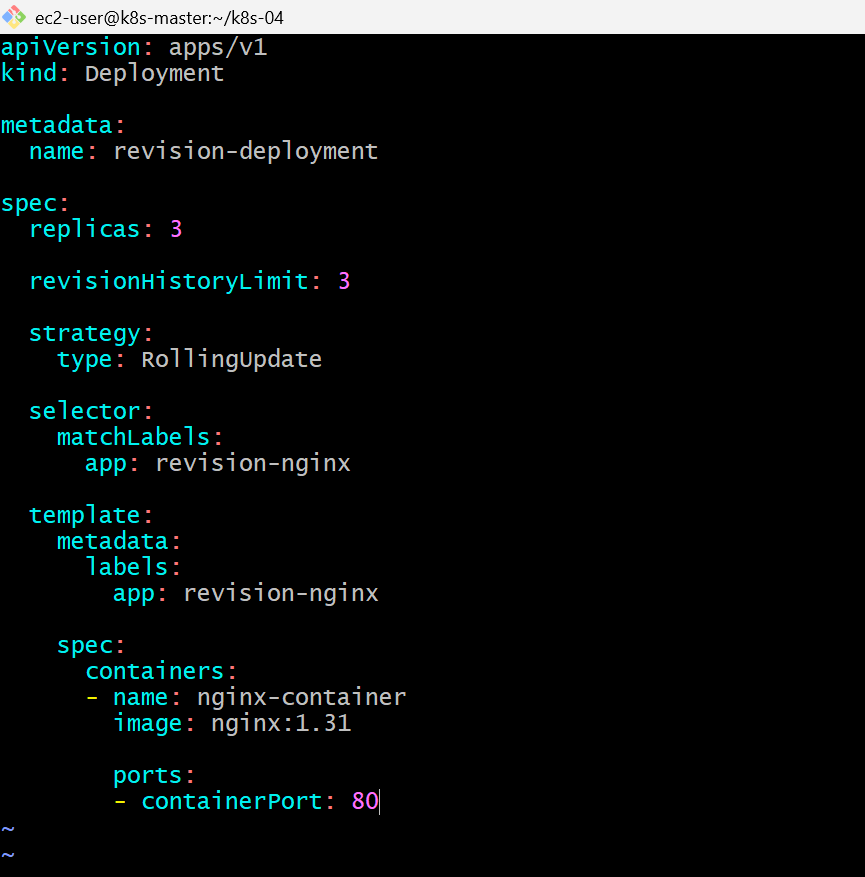 ec2-user@k8s-master:~/k8s-04
apiVersion: apps/v1
kind: Deployment
metadata:
  name: revision-deployment
spec:
  replicas: 3
  revisionHistoryLimit: 3
  strategy:
    type: RollingUpdate
  selector:
    matchLabels:
      app: revision-nginx
  template:
    metadata:
      labels:
        app: revision-nginx
    spec:
      containers:
      - name: nginx-container
        image: nginx:1.31
        ports:
        - containerPort: 80
~
~